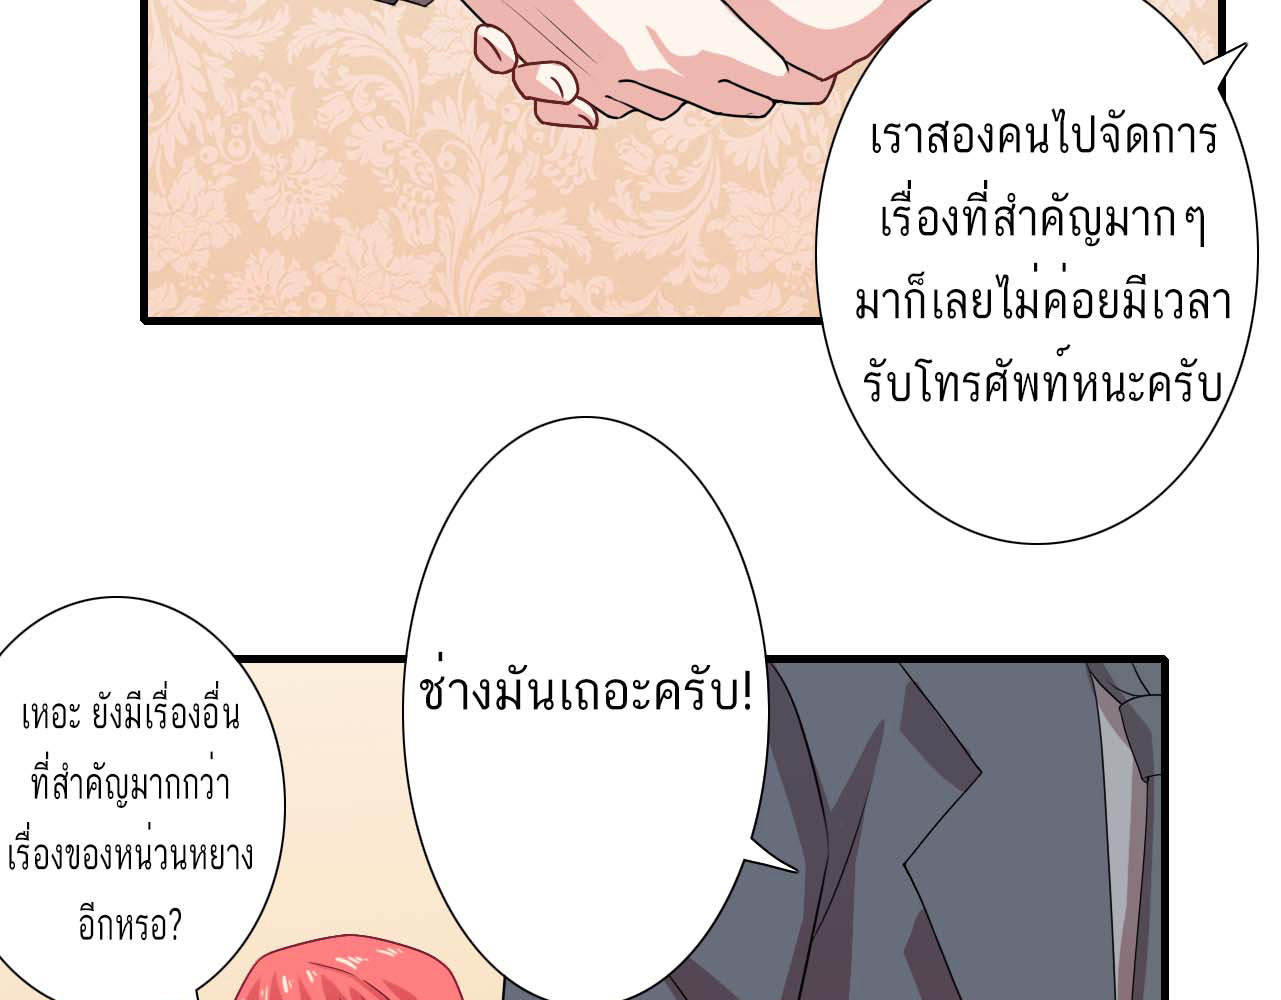 เราสองคนไปจัดการ
เรื่องที่สำคัญมากๆ
มาก็เลยไม่ค่อยมีเวลา
รับโทรศัพท์หนะครับ
ช่างมันเถอะครับ!
เหอะ ยังมีเรื่องอื่น
ที่สำคัญมากกว่า
เรื่องของหน่วนหยาง
อีกหรอ?